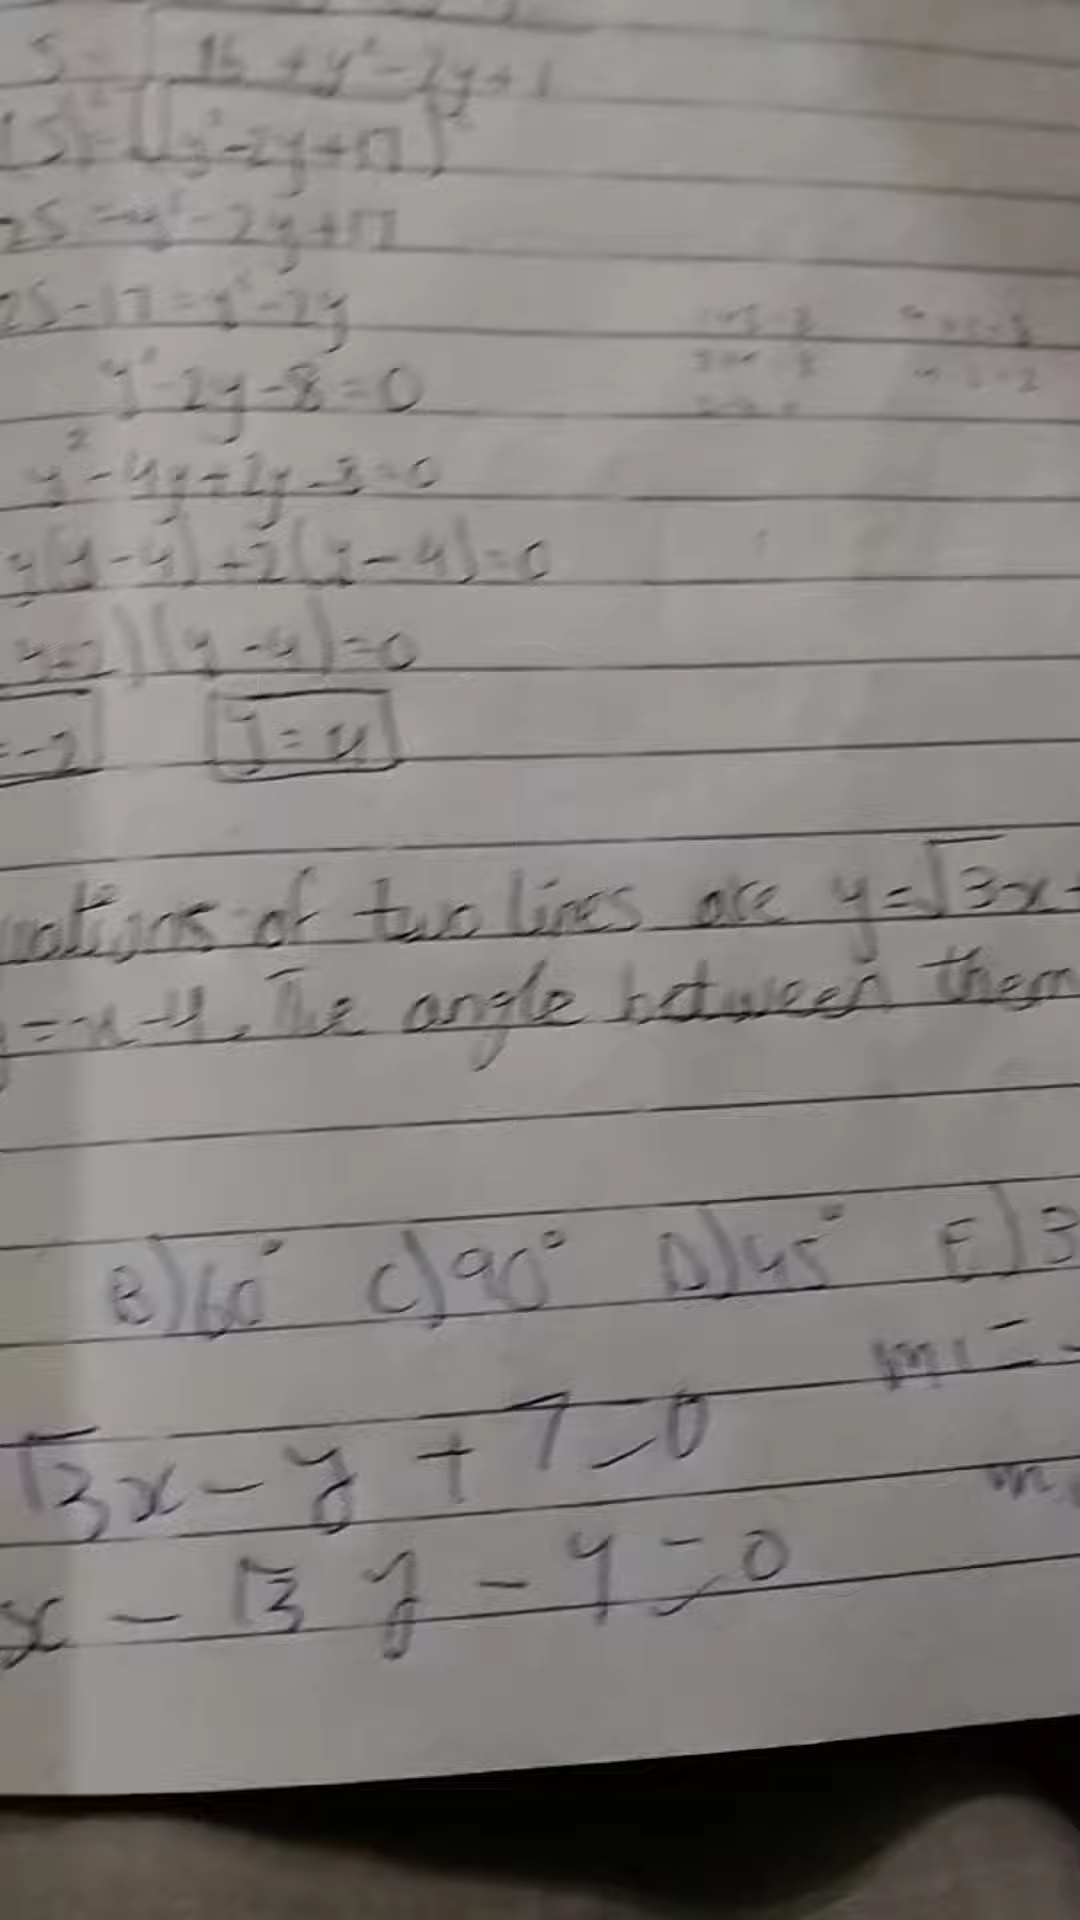 5 = √16 + y² - 2y + 1
(5)² = (√y² - 2y + 17)²
25 = y² - 2y + 17
25 - 17 = y² - 2y
y² - 2y - 8 = 0
y² - 4y + 2y - 8 = 0
y(y - 4) + 2(y - 4) = 0
y + 2)(y - 4) = 0
= -2 y = 4
uations of two lines are y = √3x +
y = x - 4. The angle between them
B) 60° C) 90° D) 45° E) 3
m1 =
√3x - y + 7 = 0
x - √3 y - 4 = 0